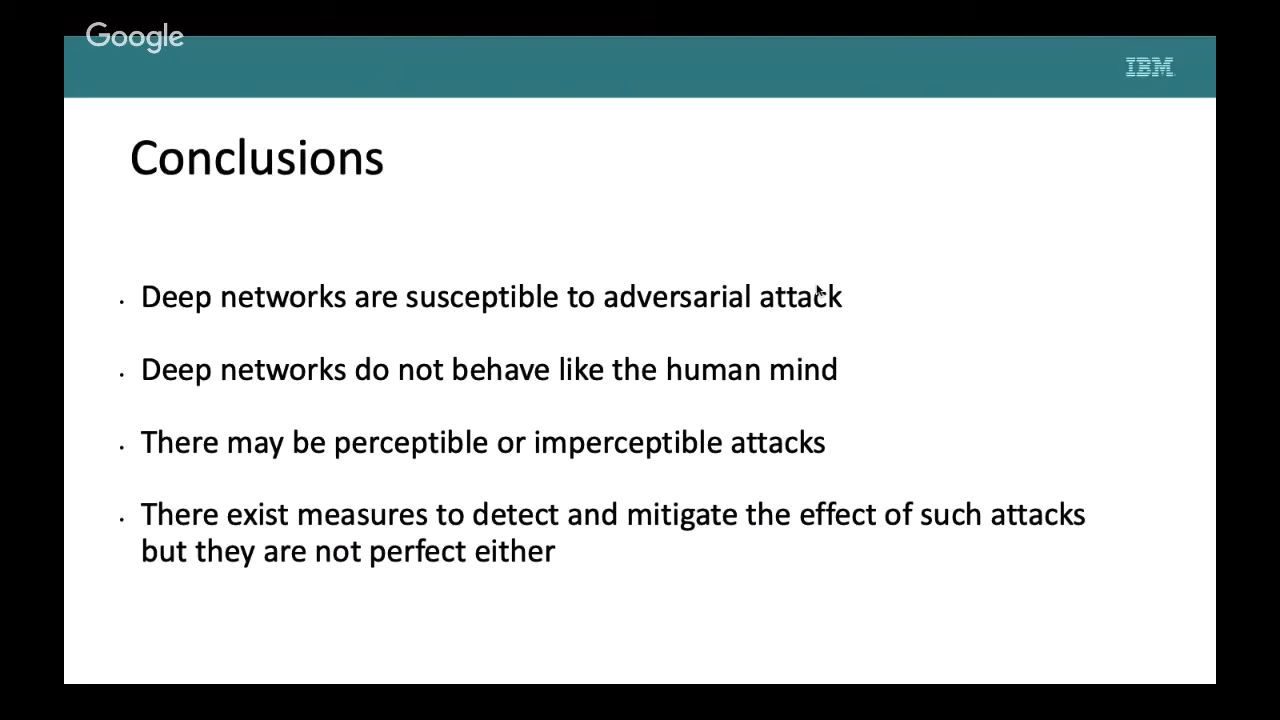 Google
IBM
Conclusions
· Deep networks are susceptible to adversarial attack
· Deep networks do not behave like the human mind
· There may be perceptible or imperceptible attacks
· There exist measures to detect and mitigate the effect of such attacks
but they are not perfect either